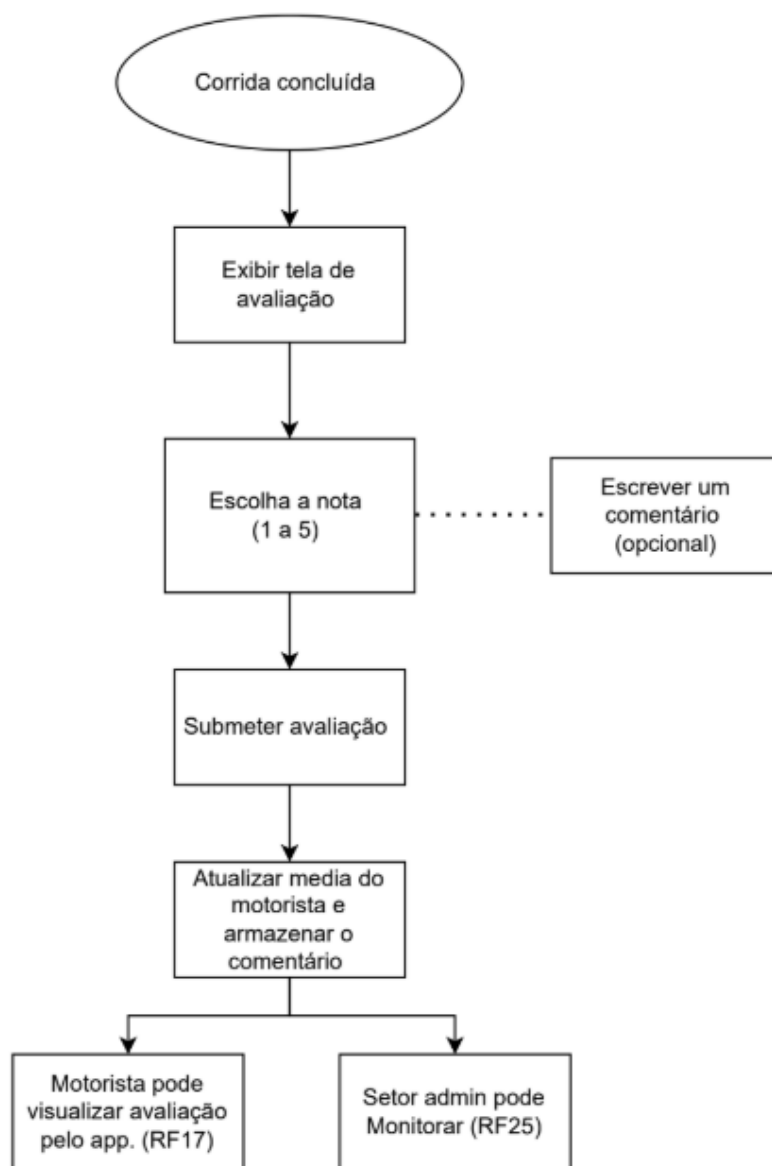 Corrida concluída
Exibir tela de
avaliação
Escolha a nota
(1 a 5)
Escrever um
comentário
(opcional)
Submeter avaliação
Atualizar media do
motorista e
armazenar o
comentário
Motorista pode
visualizar avaliação
pelo app. (RF17)
Setor admin pode
Monitorar (RF25)